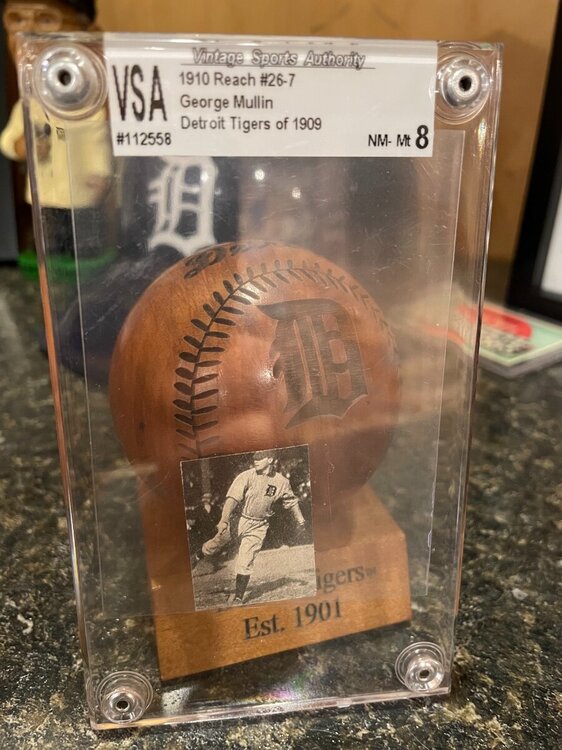 Vintage Sports Authority
VSA
1910 Reach #26-7
George Mullin
Detroit Tigers of 1909
#112558
NM- Mt 8
D
D
D
igers
Est. 1901